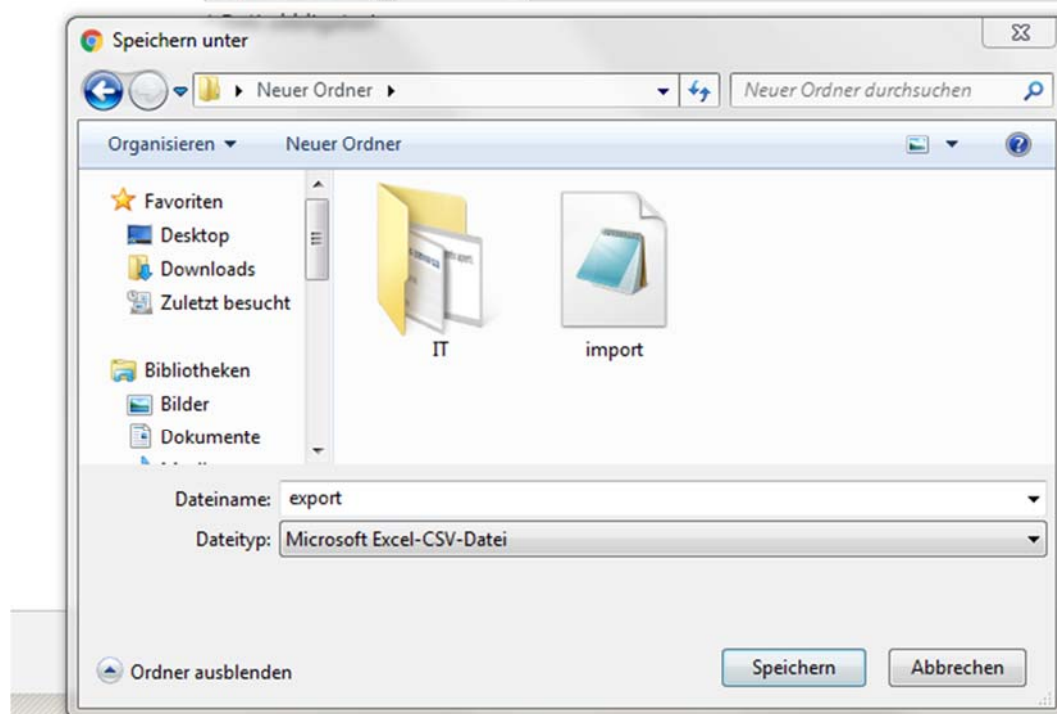 Speichern unter
Neuer Ordner
Neuer Ordner durchsuchen
Organisieren
Neuer Ordner
Favoriten
Desktop
Downloads
Zuletzt besucht
Bibliotheken
Bilder
Dokumente
IT
import
Dateiname: export
Dateityp: Microsoft Excel-CSV-Datei
Ordner ausblenden
Speichern
Abbrechen